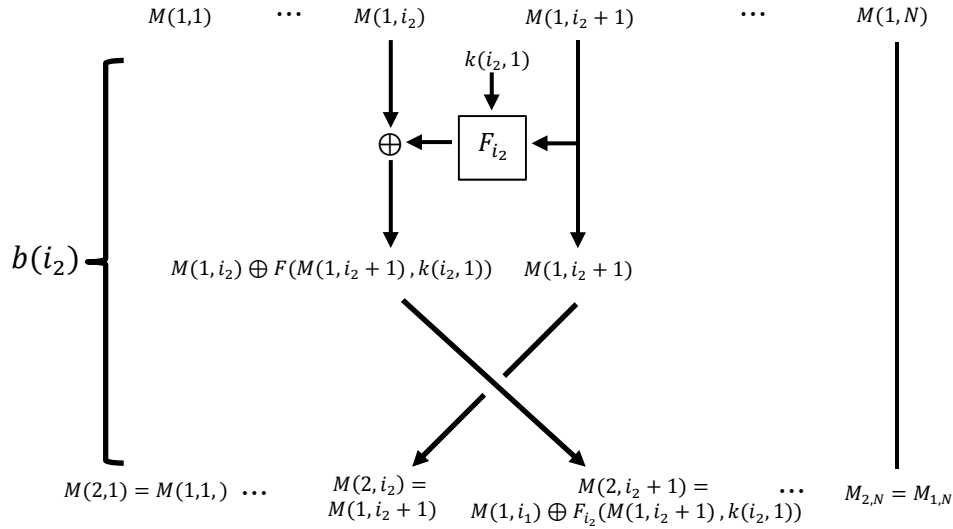 M(1,1) ⋯ M(1, i₂) M(1, i₂ + 1) ⋯ M(1, N)
k(i₂, 1)
⊕ F_{i₂}
b(i₂)
M(1, i₂) ⊕ F(M(1, i₂ + 1) , k(i₂, 1)) M(1, i₂ + 1)
M(2,1) = M(1,1,) ⋯ M(2, i₂) = M(2, i₂ + 1) = ⋯ M_{2,N} = M_{1,N}
M(1, i₂ + 1) M(1, i₁) ⊕ F_{i₂}(M(1, i₂ + 1) , k(i₂, 1))